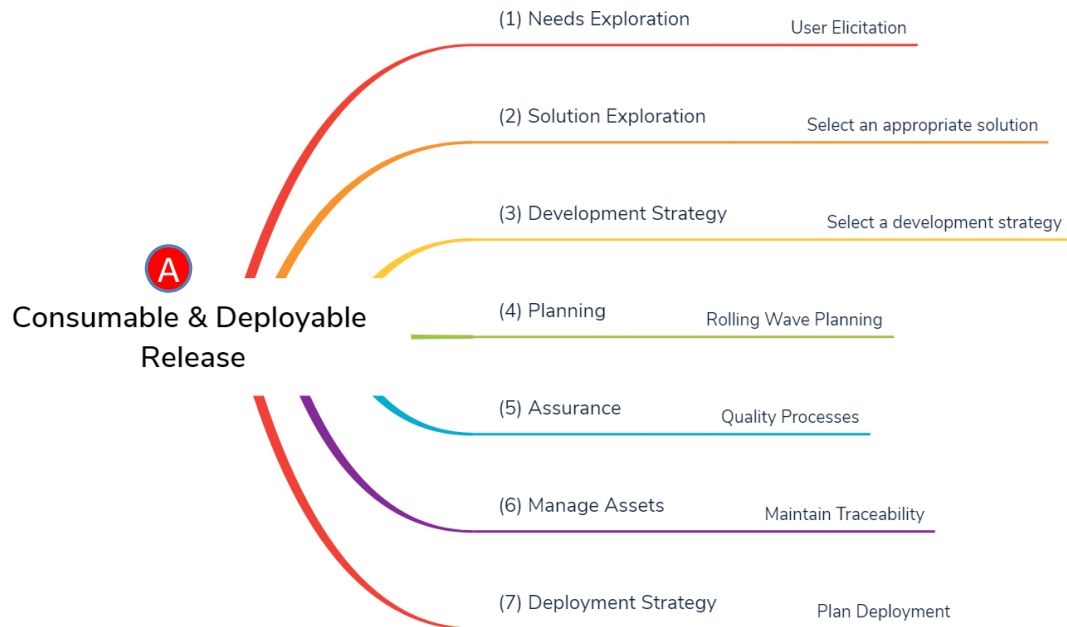 (1) Needs Exploration
User Elicitation
(2) Solution Exploration
Select an appropriate solution
(3) Development Strategy
Select a development strategy
A
Consumable & Deployable
Release
(4) Planning
Rolling Wave Planning
(5) Assurance
Quality Processes
(6) Manage Assets
Maintain Traceability
(7) Deployment Strategy
Plan Deployment